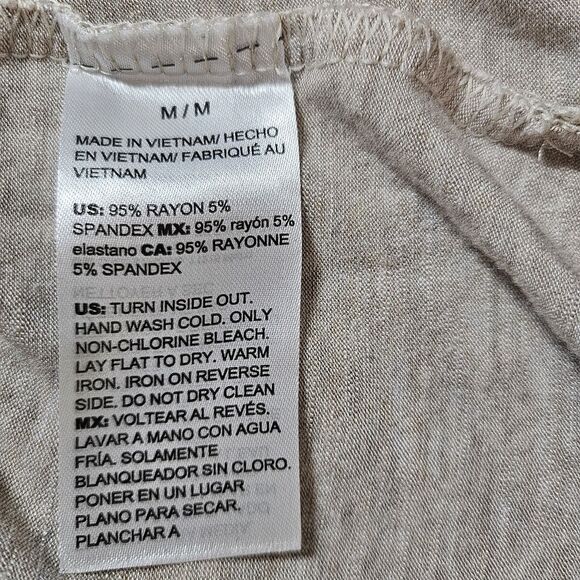 M / M
MADE IN VIETNAM/ HECHO
EN VIETNAM/ FABRIQUÉ AU
VIETNAM
US: 95% RAYON 5%
SPANDEX MX: 95% rayón 5%
elastano CA: 95% RAYONNE
5% SPANDEX
US: TURN INSIDE OUT.
HAND WASH COLD. ONLY
NON-CHLORINE BLEACH.
LAY FLAT TO DRY. WARM
IRON. IRON ON REVERSE
SIDE. DO NOT DRY CLEAN
MX: VOLTEAR AL REVÉS.
LAVAR A MANO CON AGUA
FRÍA. SOLAMENTE
BLANQUEADOR SIN CLORO.
PONER EN UN LUGAR
PLANO PARA SECAR.
PLANCHAR A